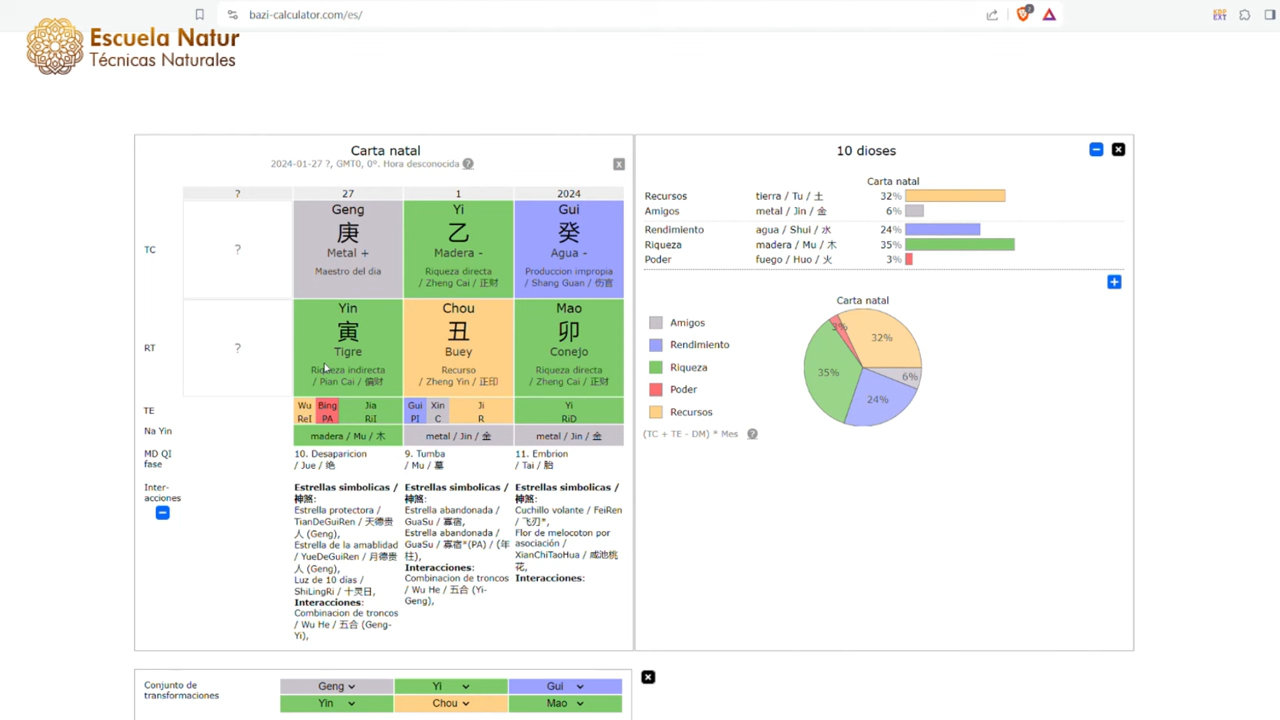 bazi-calculator.com/es/
Escuela Natur
Técnicas Naturales
Carta natal
2024-01-27 ?, GMT0, 0°. Hora desconocida ?
X
? 27 1 2024
TC
?
Geng
庚
Metal +
Maestro del dia
Yi
乙
Madera -
Riqueza directa
/ Zheng Cai / 正财
Gui
癸
Agua -
Produccion impropia
/ Shang Guan / 伤官
RT
?
Yin
寅
Tigre
Riqueza indirecta
/ Pian Cai / 偏财
Chou
丑
Buey
Recurso
/ Zheng Yin / 正印
Mao
卯
Conejo
Riqueza directa
/ Zheng Cai / 正财
TE
Wu Bing Jia Gui Xin Ji Yi
ReI PA RiI PI C R RiD
Na Yin
madera / Mu / 木 metal / Jin / 金 metal / Jin / 金
MD QI
fase
10. Desaparicion
/ Jue / 绝
9. Tumba
/ Mu / 墓
11. Embrion
/ Tai / 胎
Inter-
acciones
Estrellas simbolicas /
神煞:
Estrella protectora /
TianDeGuiRen / 天德贵
人 (Geng),
Estrella de la amablidad
/ YueDeGuiRen / 月德贵
人 (Geng),
Luz de 10 dias /
ShiLingRi / 十灵日,
Interacciones:
Combinacion de troncos
/ Wu He / 五合 (Geng-
Yi),
Estrellas simbolicas /
神煞:
Estrella abandonada /
GuaSu / 寡宿,
Estrella abandonada /
GuaSu / 寡宿*(PA) / (年
柱),
Interacciones:
Combinacion de troncos
/ Wu He / 五合 (Yi-
Geng),
Estrellas simbolicas /
神煞:
Cuchillo volante / FeiRen
/ 飞刃*,
Flor de melocoton por
asociación /
XianChiTaoHua / 咸池桃
花,
Interacciones:
10 dioses
Carta natal
Recursos tierra / Tu / 土 32%
Amigos metal / Jin / 金 6%
Rendimiento agua / Shui / 水 24%
Riqueza madera / Mu / 木 35%
Poder fuego / Huo / 火 3%
Carta natal
Amigos
Rendimiento
Riqueza
Poder
Recursos
3%
32%
6%
35%
24%
(TC + TE - DM) * Mes ?
Conjunto de
transformaciones
Geng Yi Gui
Yin Chou Mao